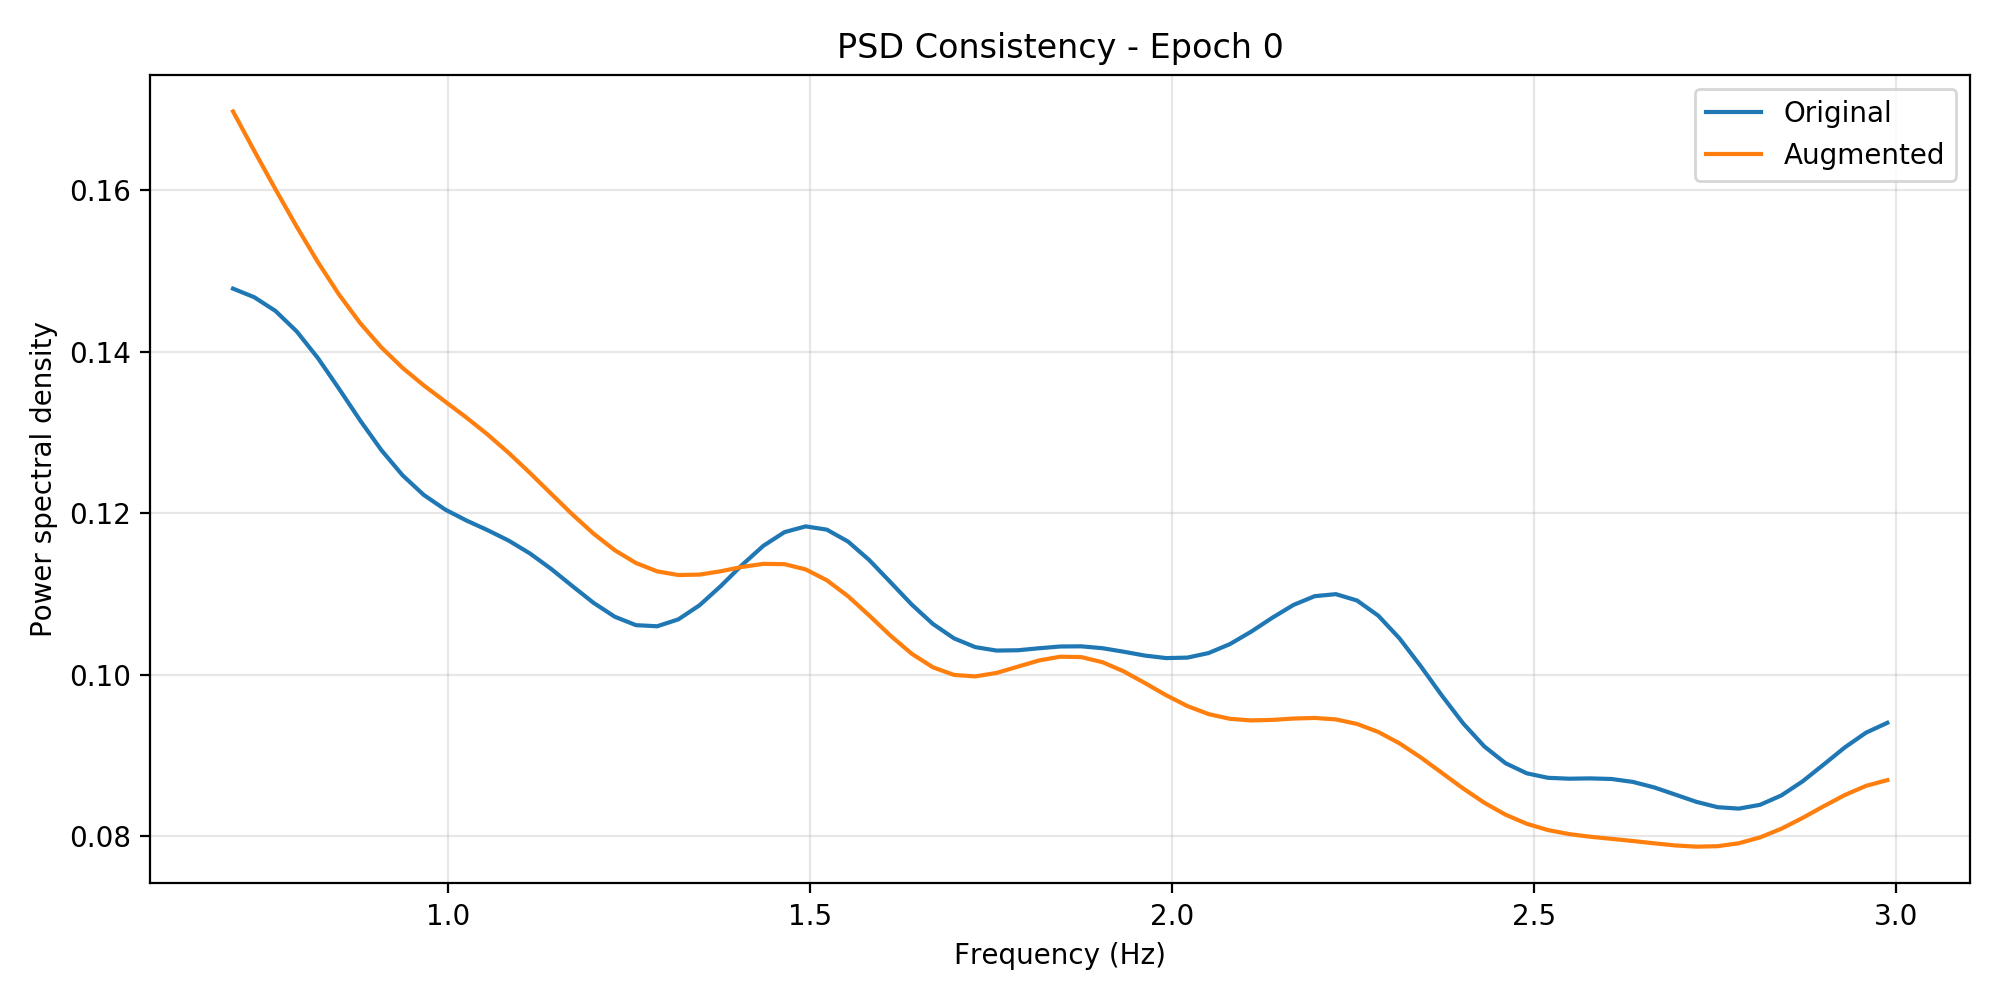 PSD Consistency - Epoch 0
Original
Augmented
Power spectral density
0.16
0.14
0.12
0.10
0.08
1.0 1.5 2.0 2.5 3.0
Frequency (Hz)